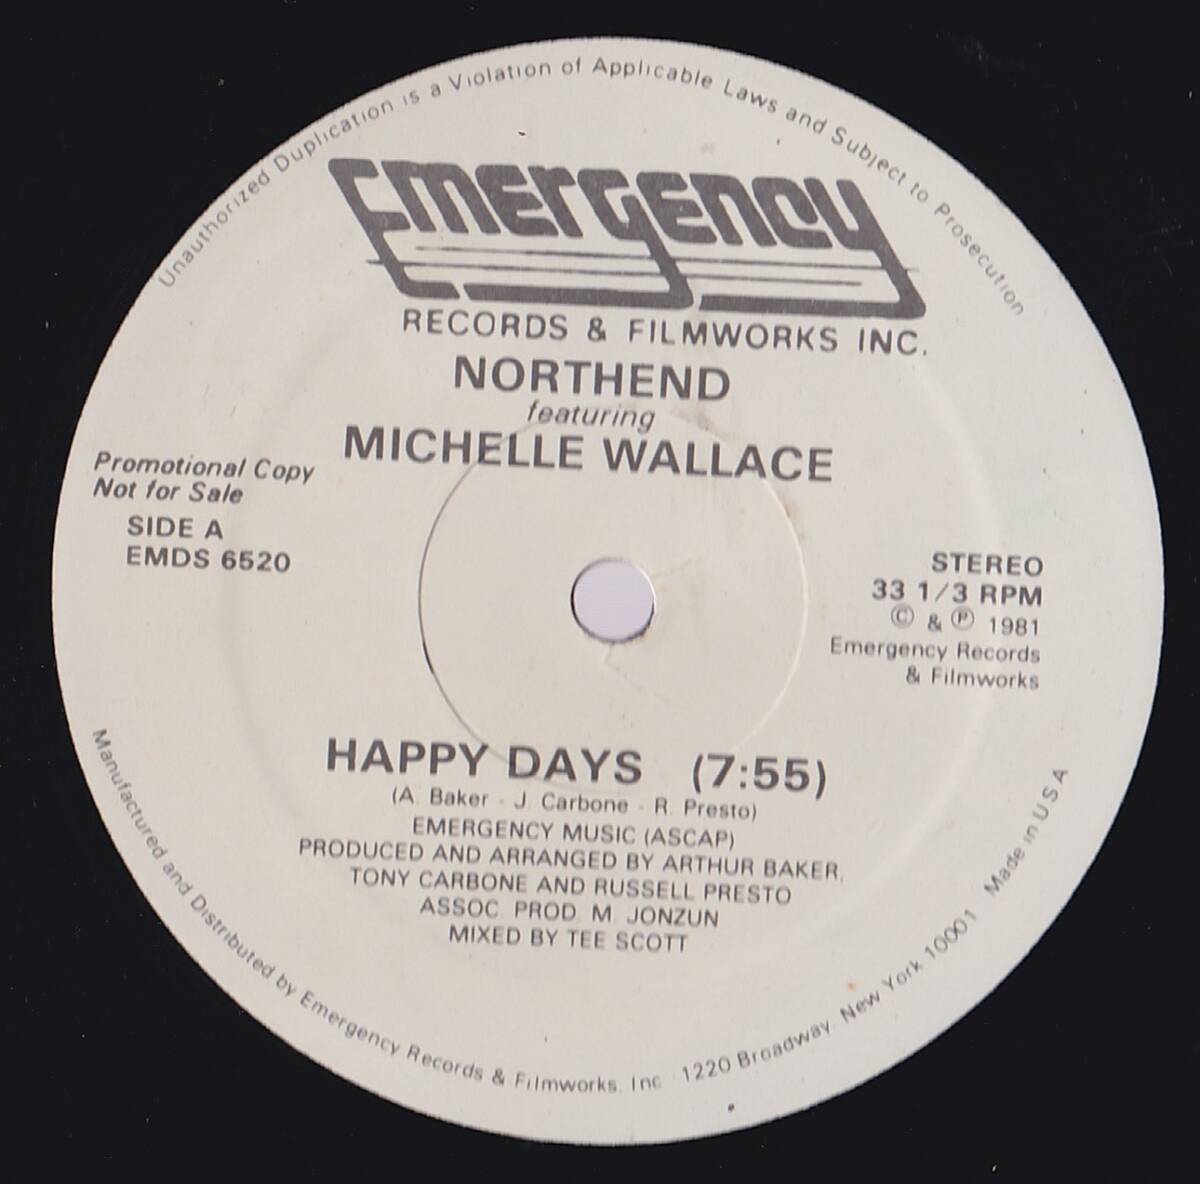 Unauthorized Duplication is a Violation of Applicable Laws and Subject to Prosecution
Emergency
RECORDS & FILMWORKS INC.
NORTHEND
featuring
MICHELLE WALLACE
Promotional Copy
Not for Sale
SIDE A
EMDS 6520
STEREO
33 1/3 RPM
© & ℗ 1981
Emergency Records
& Filmworks
HAPPY DAYS (7:55)
(A. Baker - J. Carbone - R. Presto)
EMERGENCY MUSIC (ASCAP)
PRODUCED AND ARRANGED BY ARTHUR BAKER,
TONY CARBONE AND RUSSELL PRESTO
ASSOC. PROD. M. JONZUN
MIXED BY TEE SCOTT
Manufactured and Distributed by Emergency Records & Filmworks, Inc. 1220 Broadway, New York 10001 Made in U.S.A.